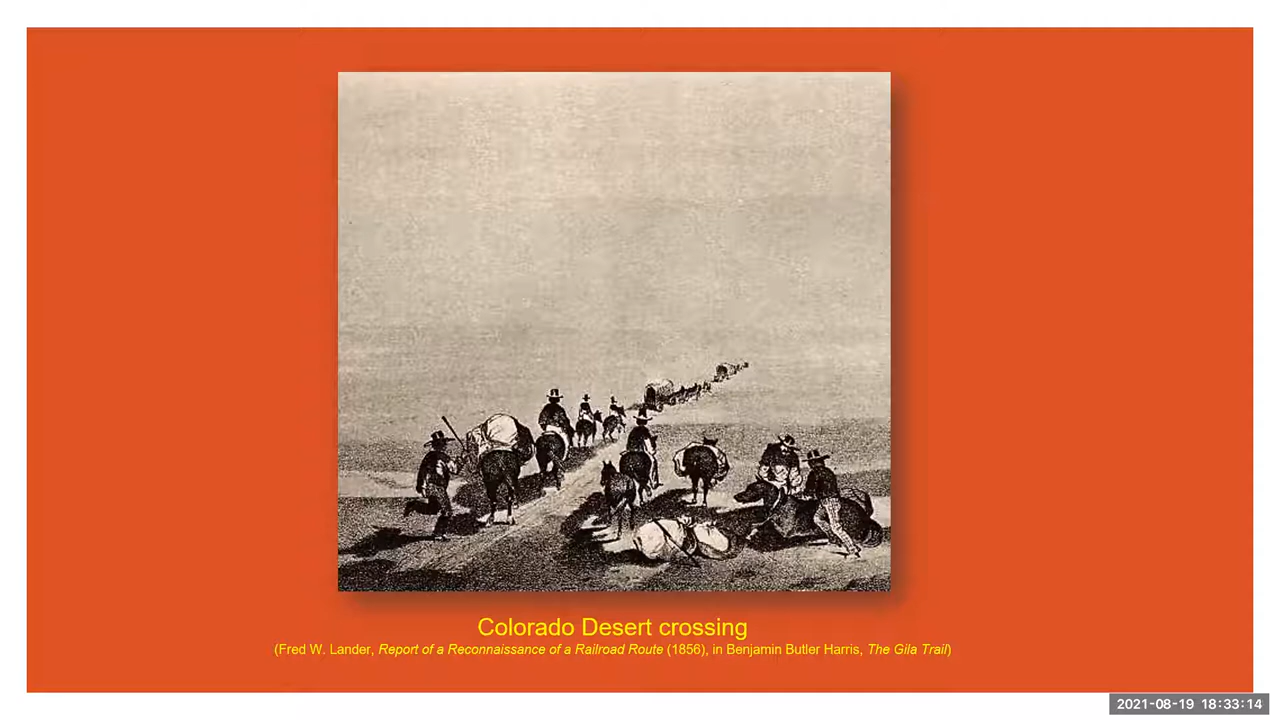 Colorado Desert crossing
(Fred W. Lander, Report of a Reconnaissance of a Railroad Route (1856), in Benjamin Butler Harris, The Gila Trail)
2021-08-19 18:33:14